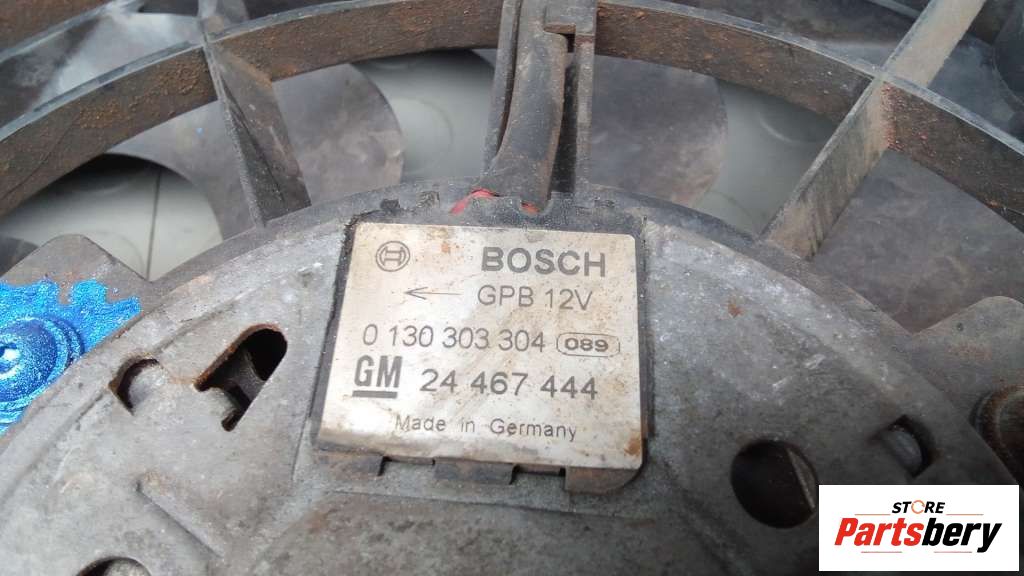 BOSCH
← GPB 12V
0 130 303 304 089
GM 24 467 444
Made in Germany
STORE
Partsbery